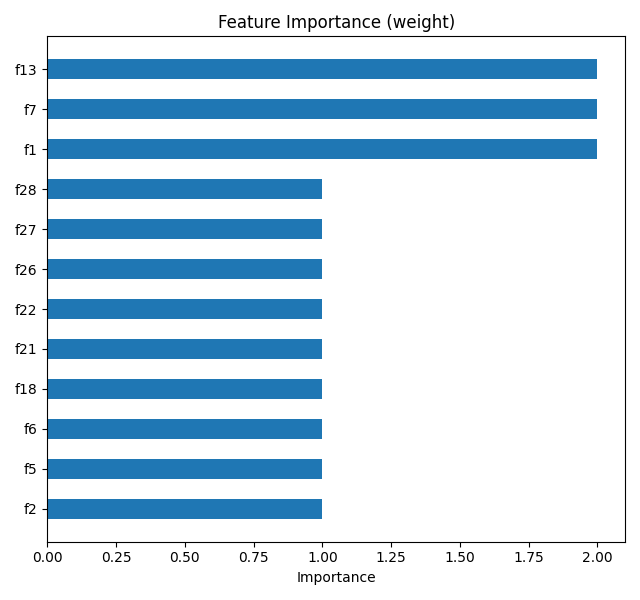 Feature Importance (weight)
f13
f7
f1
f28
f27
f26
f22
f21
f18
f6
f5
f2
0.00 0.25 0.50 0.75 1.00 1.25 1.50 1.75 2.00
Importance